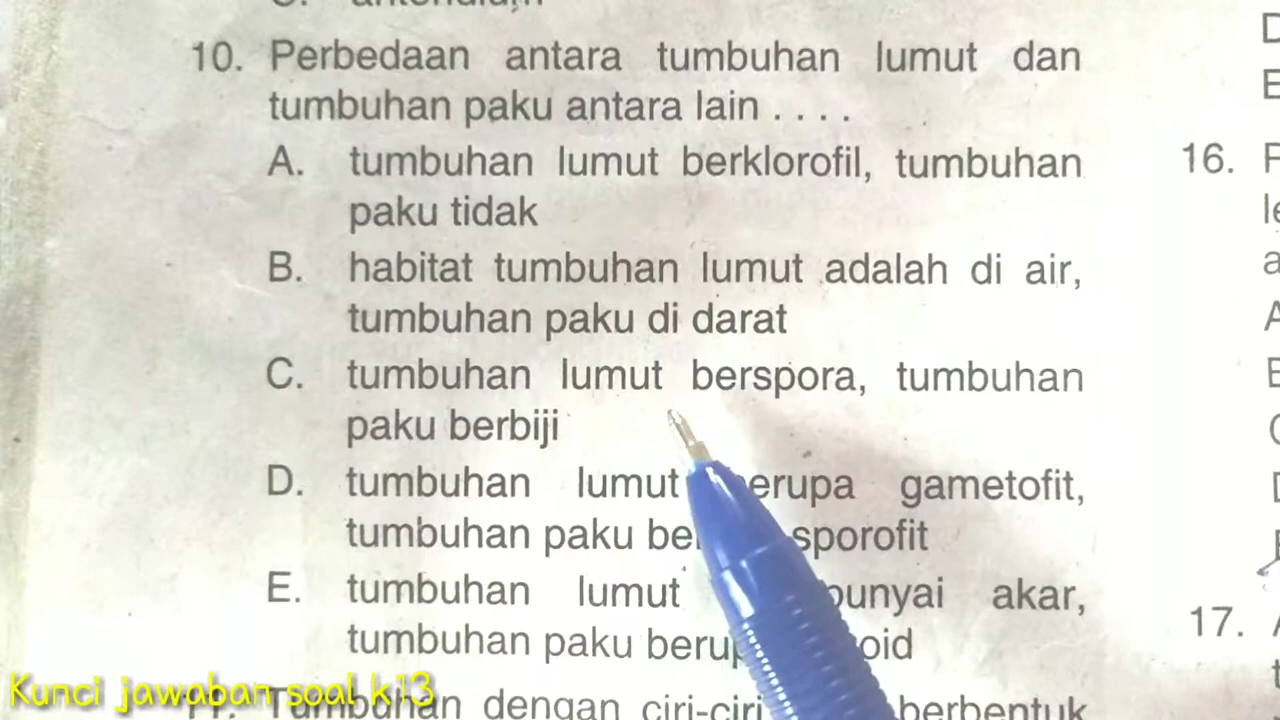 10. Perbedaan antara tumbuhan lumut dan
tumbuhan paku antara lain . . . .
A. tumbuhan lumut berklorofil, tumbuhan
paku tidak
B. habitat tumbuhan lumut adalah di air,
tumbuhan paku di darat
C. tumbuhan lumut berspora, tumbuhan
paku berbiji
D. tumbuhan lumut gametofit,
tumbuhan paku sporofit
E. tumbuhan lumut akar,
tumbuhan paku
Tumbuhan dengan ciri-ciri berbentuk
16.
17.
Kunci jawaban soal k13